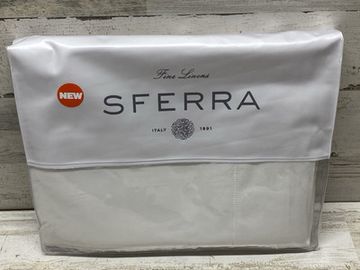 NEW
Fine Linens
SFERRA
ITALY 1891